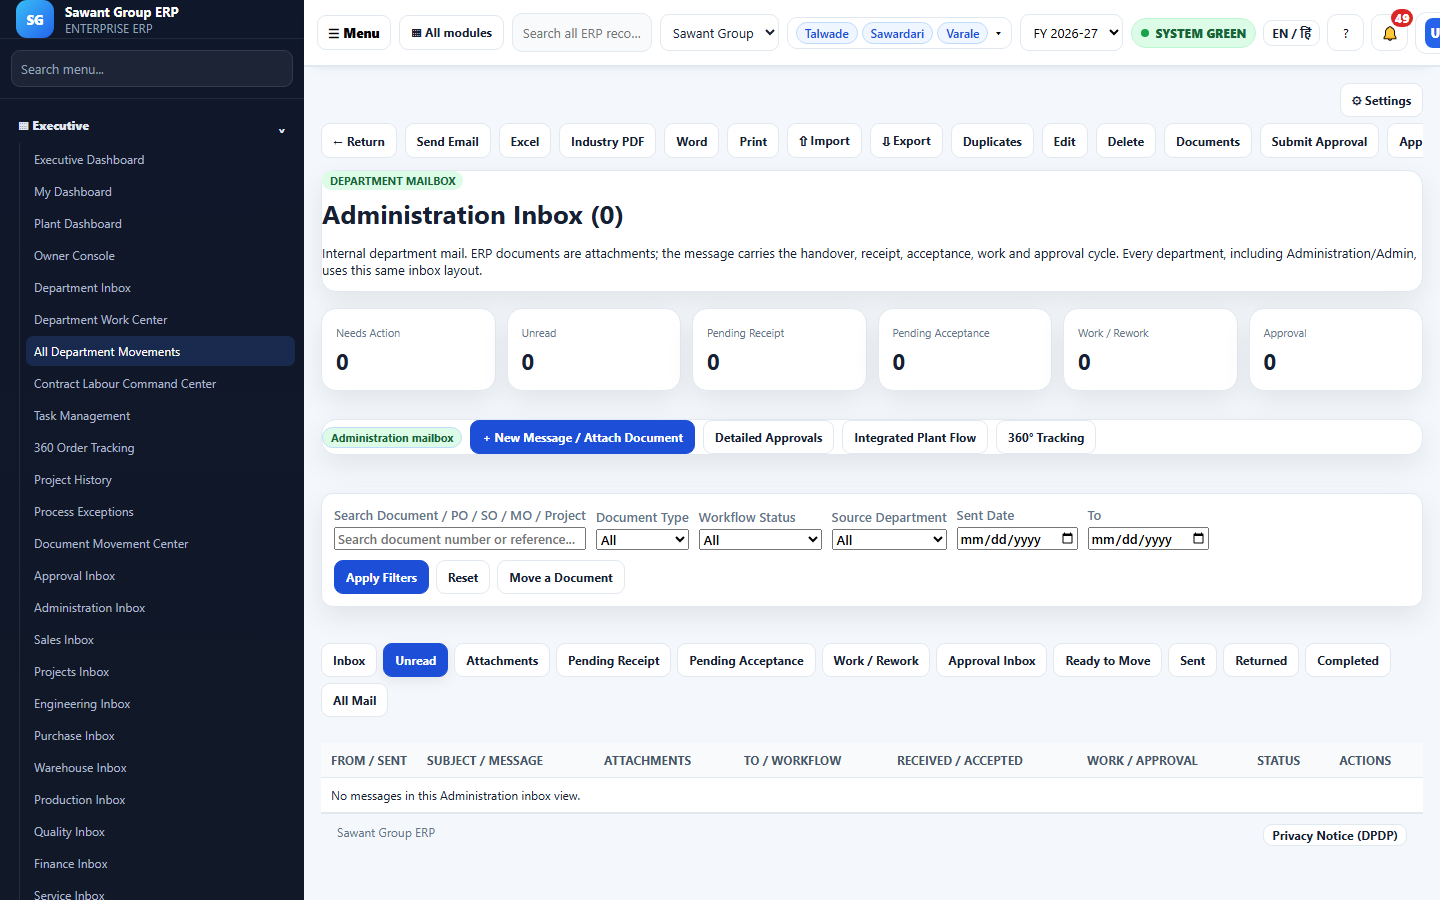 SG
Sawant Group ERP
ENTERPRISE ERP
Search menu...
Executive
Executive Dashboard
My Dashboard
Plant Dashboard
Owner Console
Department Inbox
Department Work Center
All Department Movements
Contract Labour Command Center
Task Management
360 Order Tracking
Project History
Process Exceptions
Document Movement Center
Approval Inbox
Administration Inbox
Sales Inbox
Projects Inbox
Engineering Inbox
Purchase Inbox
Warehouse Inbox
Production Inbox
Quality Inbox
Finance Inbox
Service Inbox
☰ Menu
All modules
Search all ERP reco...
Sawant Group
Talwade
Sawardari
Varale
FY 2026-27
SYSTEM GREEN
EN / हिं
?
49
U
⚙ Settings
← Return
Send Email
Excel
Industry PDF
Word
Print
⇧ Import
⇩ Export
Duplicates
Edit
Delete
Documents
Submit Approval
App
DEPARTMENT MAILBOX
Administration Inbox (0)
Internal department mail. ERP documents are attachments; the message carries the handover, receipt, acceptance, work and approval cycle. Every department, including Administration/Admin,
uses this same inbox layout.
Needs Action
0
Unread
0
Pending Receipt
0
Pending Acceptance
0
Work / Rework
0
Approval
0
Administration mailbox
+ New Message / Attach Document
Detailed Approvals
Integrated Plant Flow
360° Tracking
Search Document / PO / SO / MO / Project
Search document number or reference...
Document Type
All
Workflow Status
All
Source Department
All
Sent Date
mm/dd/yyyy
To
mm/dd/yyyy
Apply Filters
Reset
Move a Document
Inbox
Unread
Attachments
Pending Receipt
Pending Acceptance
Work / Rework
Approval Inbox
Ready to Move
Sent
Returned
Completed
All Mail
FROM / SENT
SUBJECT / MESSAGE
ATTACHMENTS
TO / WORKFLOW
RECEIVED / ACCEPTED
WORK / APPROVAL
STATUS
ACTIONS
No messages in this Administration inbox view.
Sawant Group ERP
Privacy Notice (DPDP)